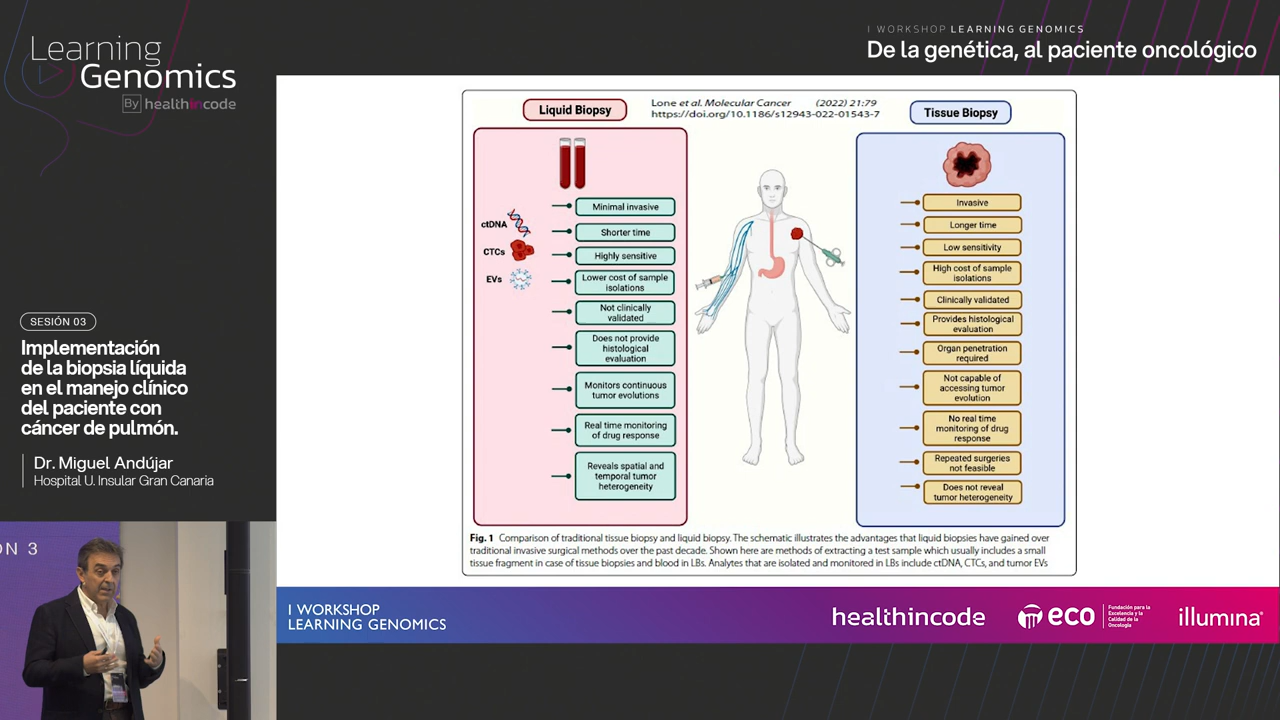 Learning
Genomics
By healthincode
I WORKSHOP LEARNING GENOMICS
De la genética, al paciente oncológico
SESIÓN 03
Implementación
de la biopsia líquida
en el manejo clínico
del paciente con
cáncer de pulmón.
Dr. Miguel Andújar
Hospital U. Insular Gran Canaria
ÓN 3
Liquid Biopsy
Lone et al. Molecular Cancer (2022) 21:79
https://doi.org/10.1186/s12943-022-01543-7
Tissue Biopsy
ctDNA
CTCs
EVs
Minimal invasive
Shorter time
Highly sensitive
Lower cost of sample
isolations
Not clinically
validated
Does not provide
histological
evaluation
Monitors continuous
tumor evolutions
Real time monitoring
of drug response
Reveals spatial and
temporal tumor
heterogeneity
Invasive
Longer time
Low sensitivity
High cost of sample
isolations
Clinically validated
Provides histological
evaluation
Organ penetration
required
Not capable of
accessing tumor
evolution
No real time
monitoring of drug
response
Repeated surgeries
not feasible
Does not reveal
tumor heterogeneity
Fig. 1 Comparison of traditional tissue biopsy and liquid biopsy. The schematic illustrates the advantages that liquid biopsies have gained over
traditional invasive surgical methods over the past decade. Shown here are methods of extracting a test sample which usually includes a small
tissue fragment in case of tissue biopsies and blood in LBs. Analytes that are isolated and monitored in LBs include ctDNA, CTCs, and tumor EVs
I WORKSHOP
LEARNING GENOMICS
healthincode
eco
Fundación para la
Excelencia y la
Calidad de la
Oncología
illumina®